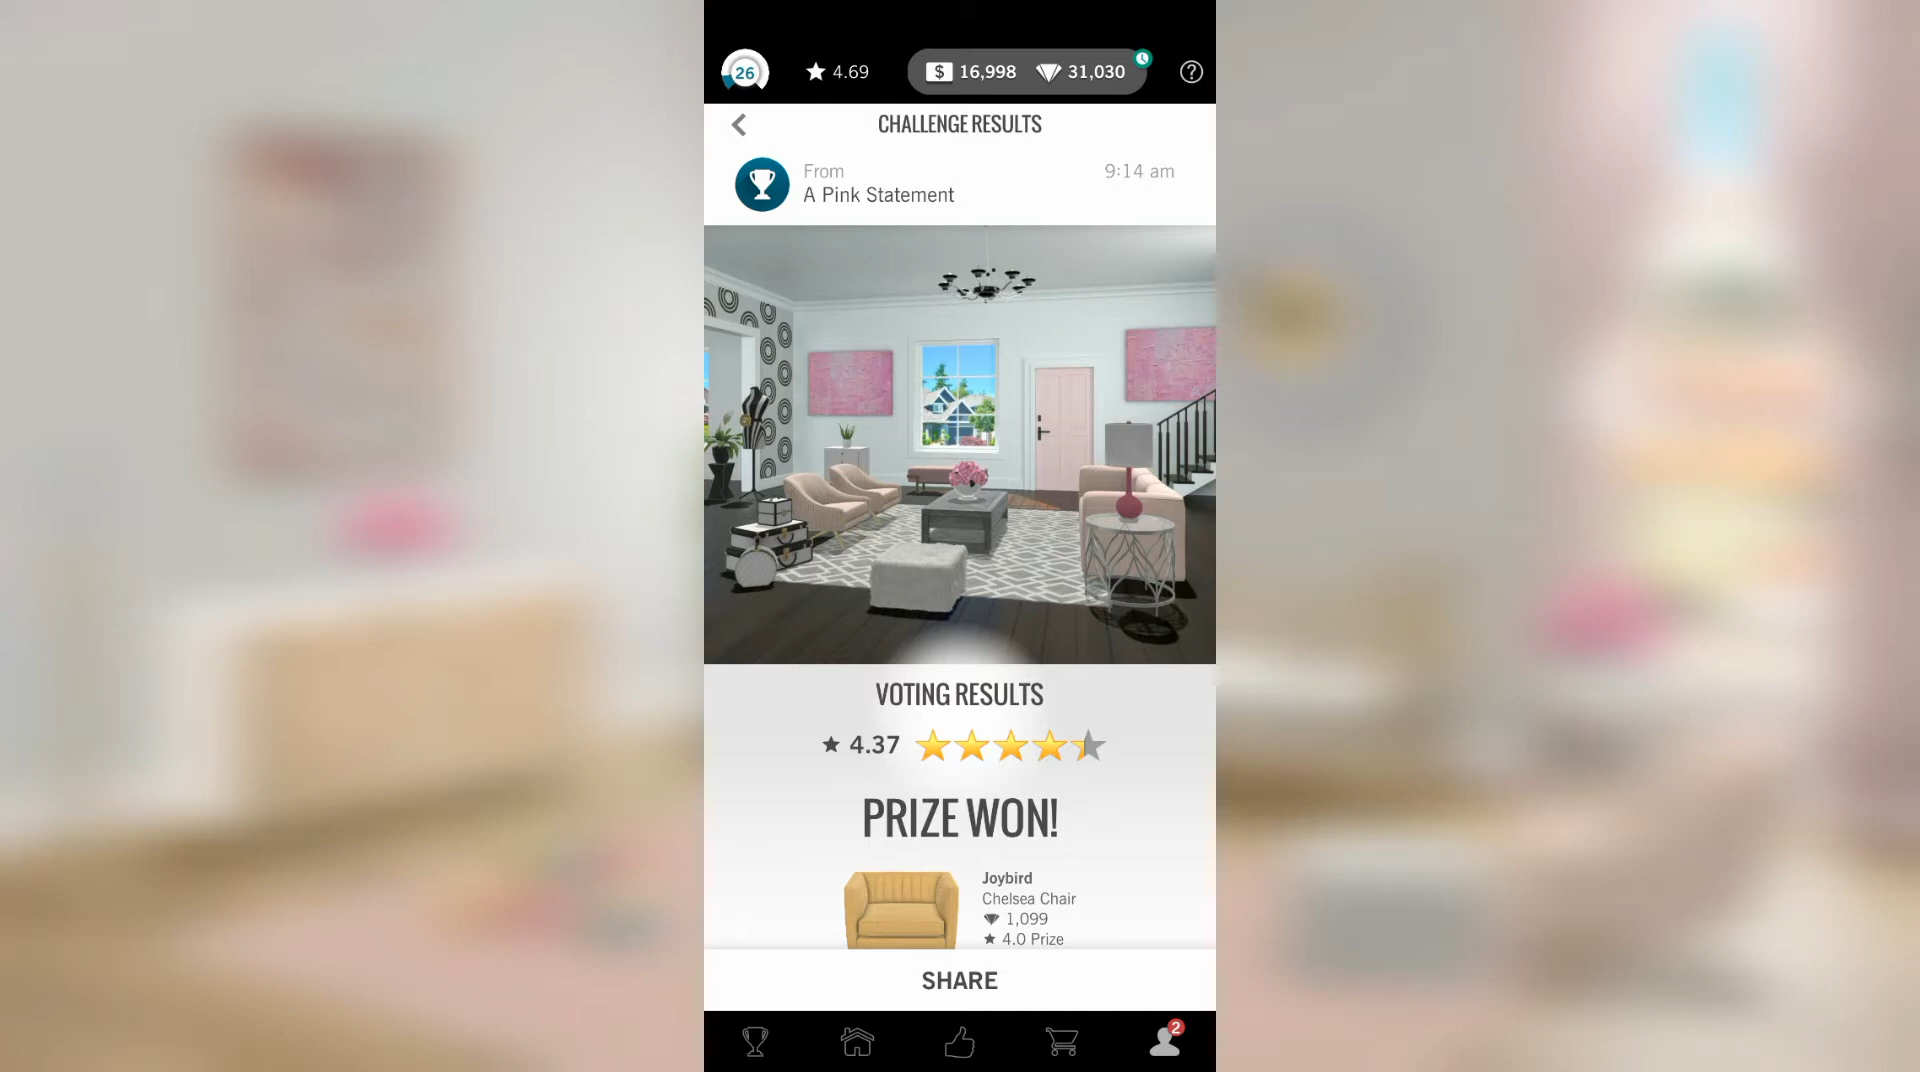 26
4.69
$ 16,998 31,030
?
CHALLENGE RESULTS
From
9:14 am
A Pink Statement
VOTING RESULTS
4.37
PRIZE WON!
Joybird
Chelsea Chair
1,099
4.0 Prize
SHARE
2